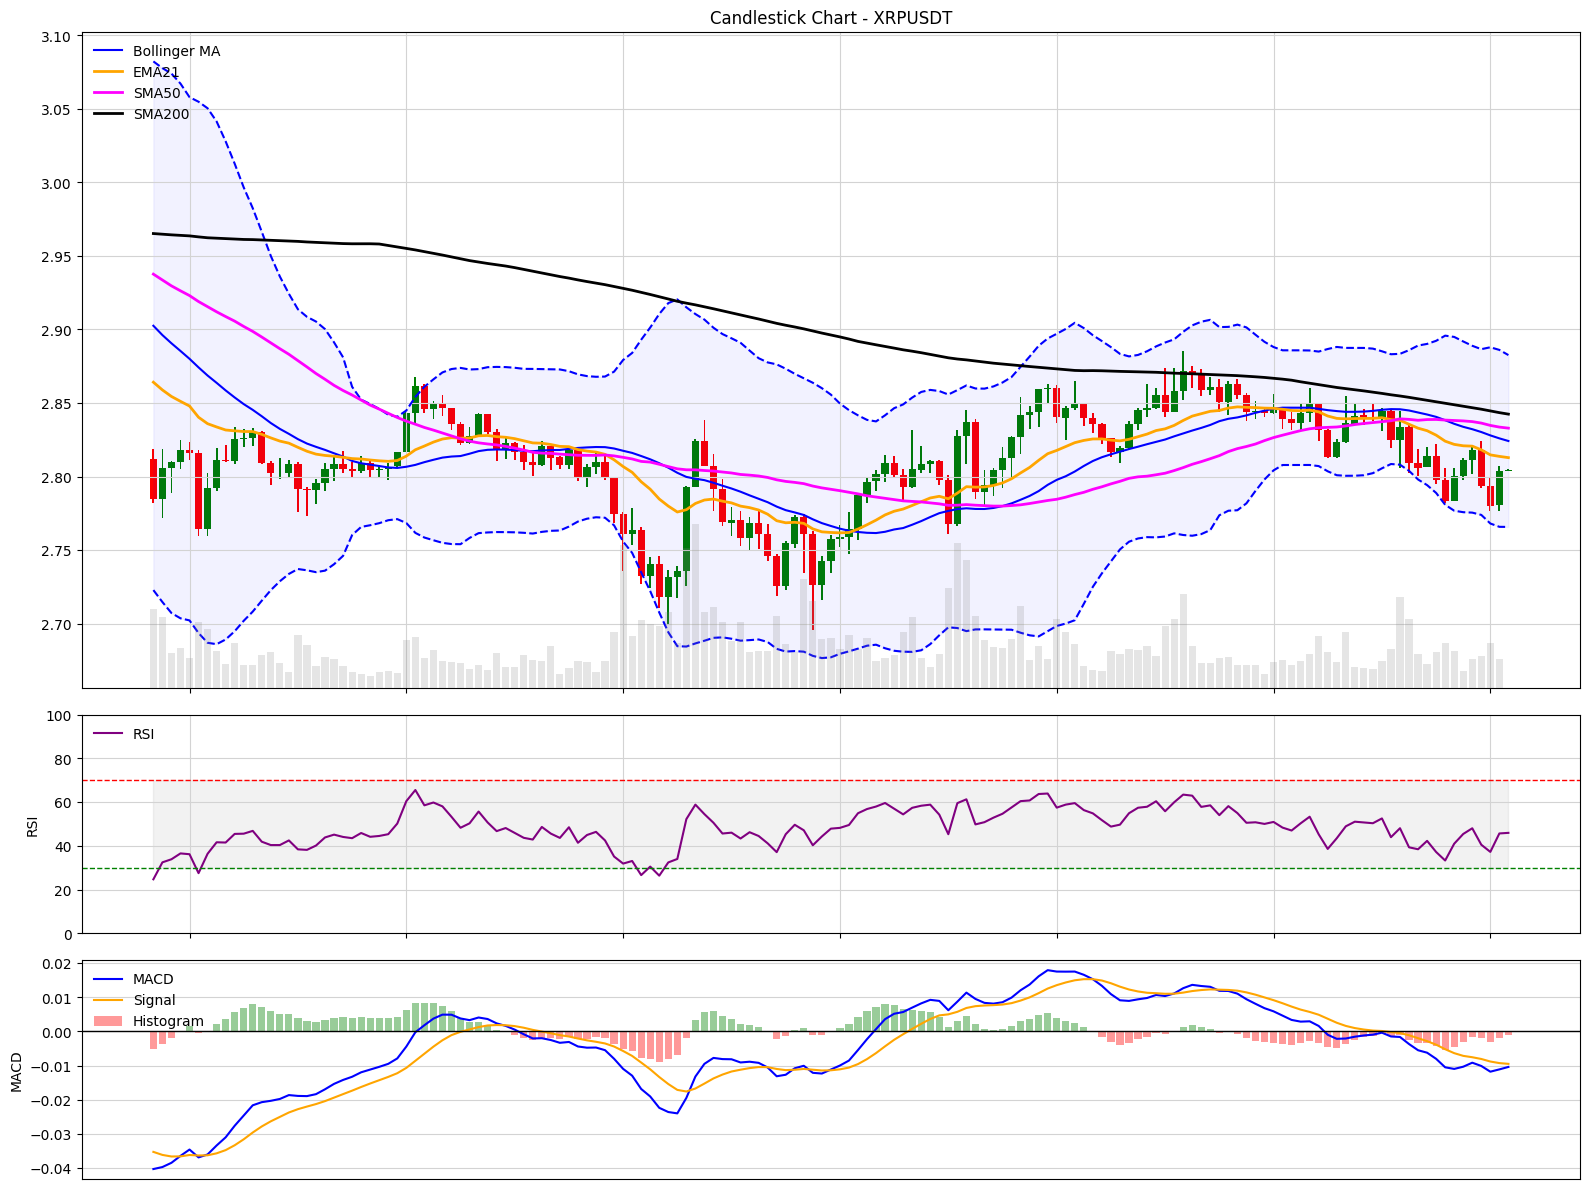 Candlestick Chart - XRPUSDT
3.10
3.05
3.00
2.95
2.90
2.85
2.80
2.75
2.70
Bollinger MA
EMA21
SMA50
SMA200
100
80
60
40
20
0
RSI
RSI
0.02
0.01
0.00
−0.01
−0.02
−0.03
−0.04
MACD
MACD
Signal
Histogram